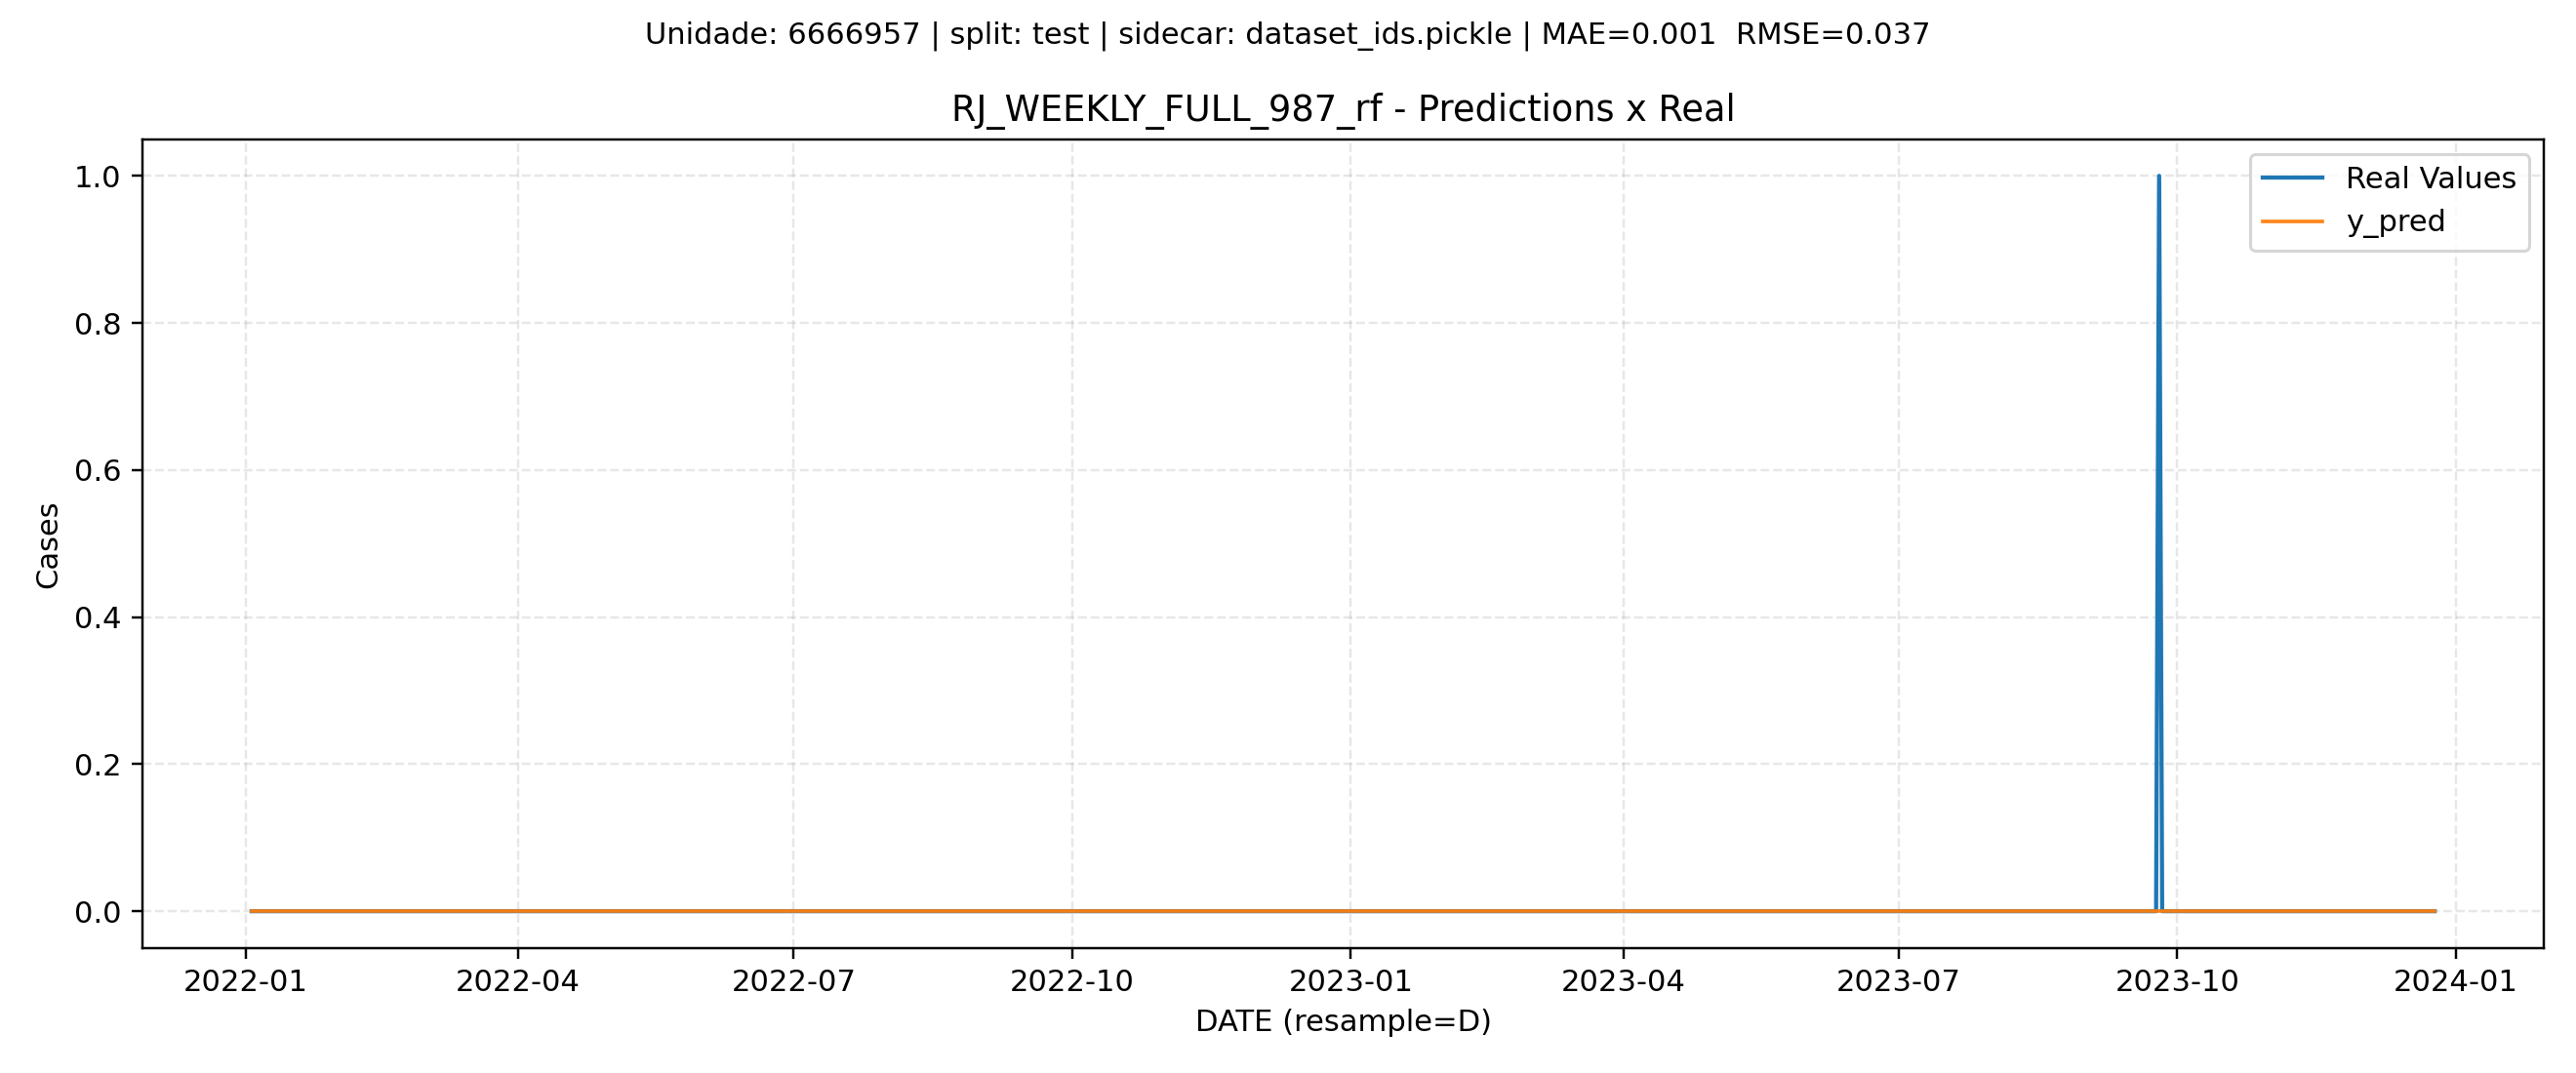 Unidade: 6666957 | split: test | sidecar: dataset_ids.pickle | MAE=0.001  RMSE=0.037
RJ_WEEKLY_FULL_987_rf - Predictions x Real
1.0
0.8
0.6
0.4
0.2
0.0
Cases
Real Values
y_pred
2022-01 2022-04 2022-07 2022-10 2023-01 2023-04 2023-07 2023-10 2024-01
DATE (resample=D)